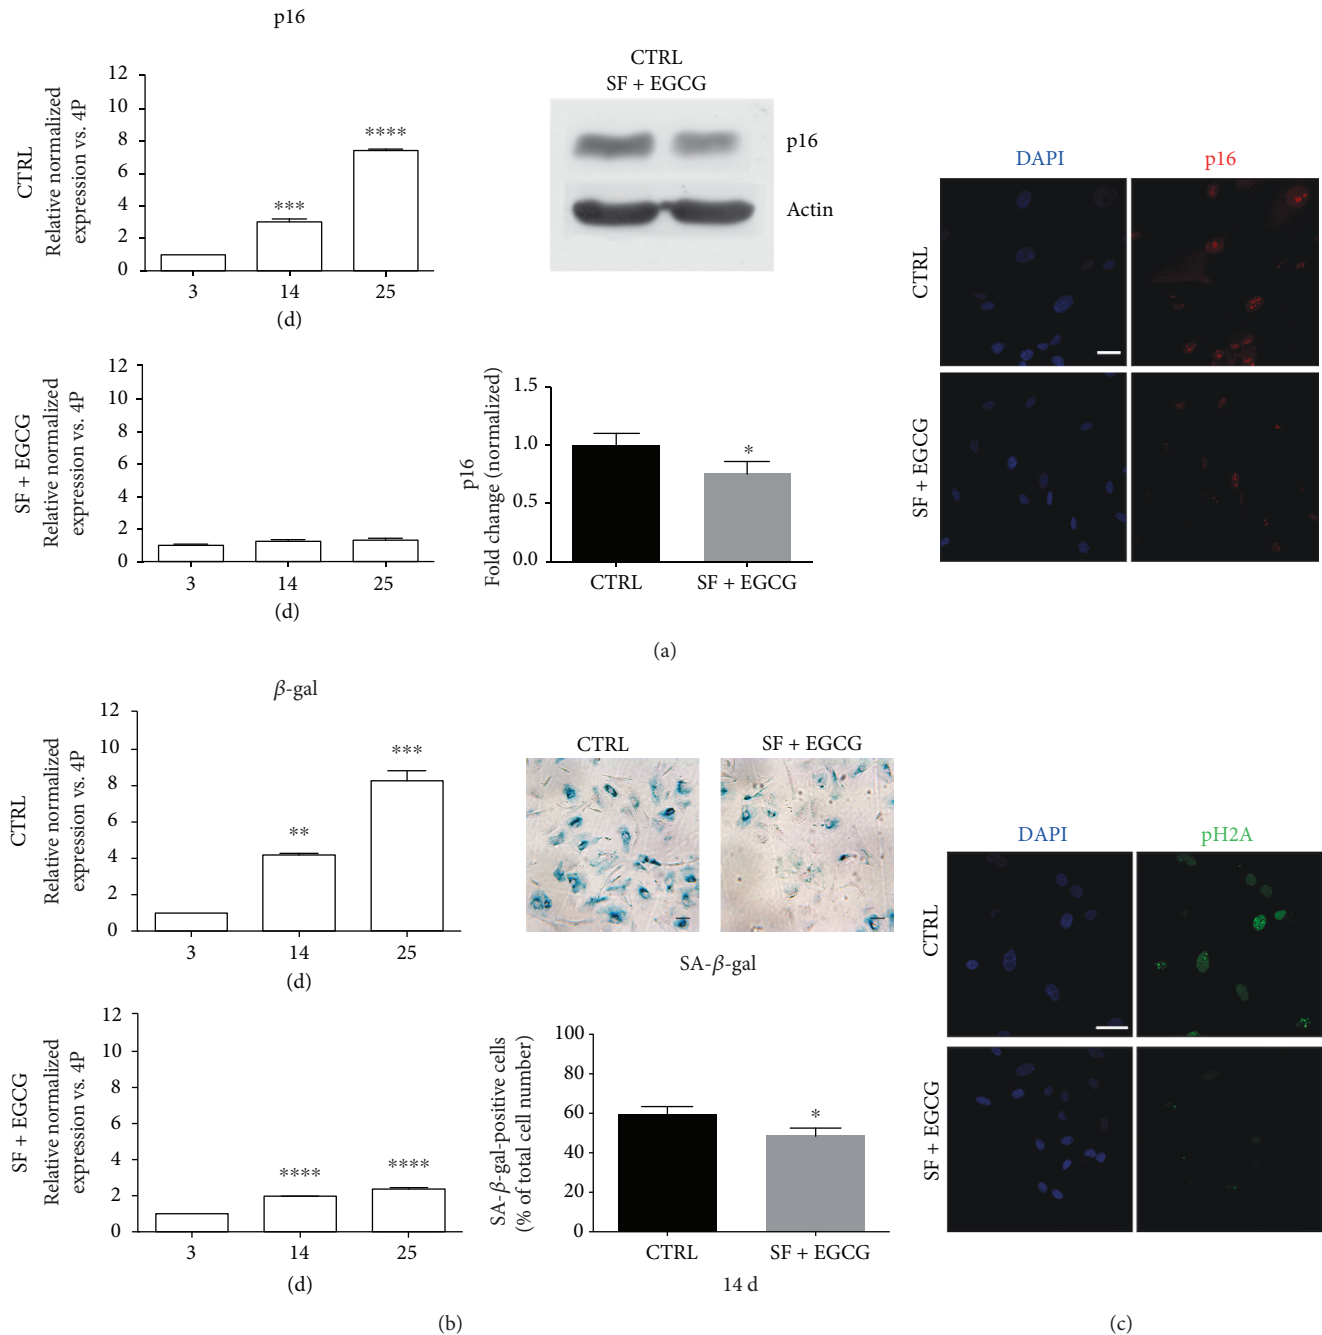 p16
CTRL
Relative normalized
expression vs. 4P
12
10
8
6
4
2
0
***
****
3
14
25
(d)
CTRL
SF + EGCG
p16
Actin
SF + EGCG
Relative normalized
expression vs. 4P
12
10
8
6
4
2
0
3
14
25
(d)
p16
Fold change (normalized)
1.5
1.0
0.5
0.0
*
CTRL
SF + EGCG
(a)
DAPI
p16
CTRL
SF + EGCG
β-gal
CTRL
Relative normalized
expression vs. 4P
12
10
8
6
4
2
0
**
***
3
14
25
(d)
CTRL
SF + EGCG
SA-β-gal
SF + EGCG
Relative normalized
expression vs. 4P
12
10
8
6
4
2
0
****
****
3
14
25
(d)
SA-β-gal-positive cells
(% of total cell number)
100
80
60
40
20
0
*
CTRL
SF + EGCG
14 d
(b)
DAPI
pH2A
CTRL
SF + EGCG
(c)